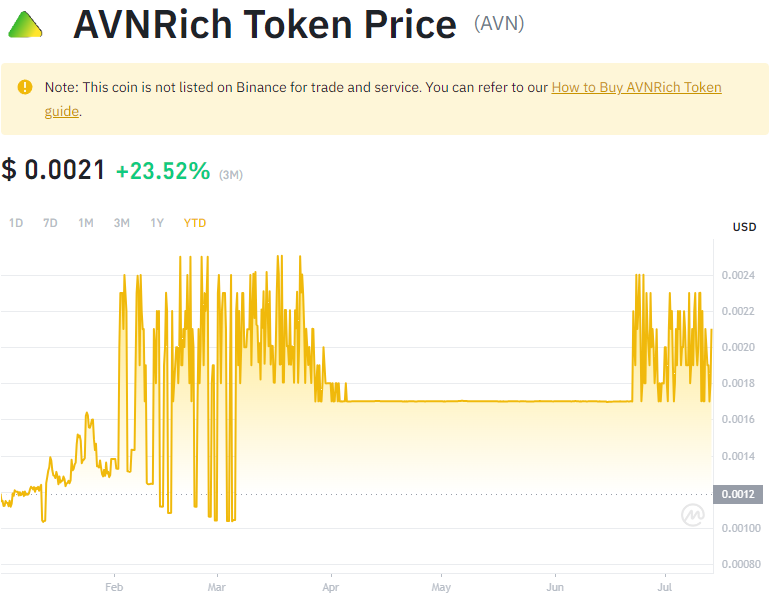 AVNRich Token Price (AVN)
Note: This coin is not listed on Binance for trade and service. You can refer to our How to Buy AVNRich Token
guide.
$ 0.0021 +23.52% (3M)
1D 7D 1M 3M 1Y YTD
USD
0.0024
0.0022
0.0020
0.0018
0.0016
0.0014
0.0012
0.00100
0.00080
Feb Mar Apr May Jun Jul